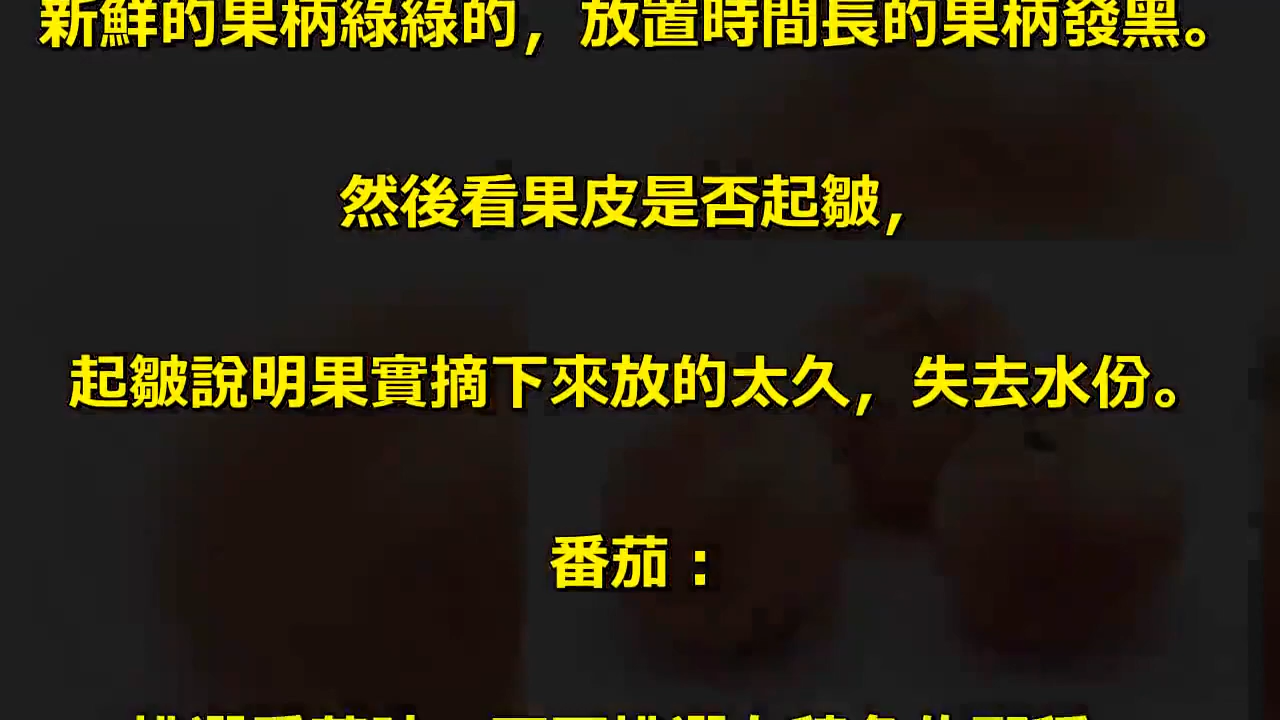 新鮮的果柄綠綠的，放置時間長的果柄發黑。
然後看果皮是否起皺，
起皺說明果實摘下來放的太久，失去水份。
番茄：